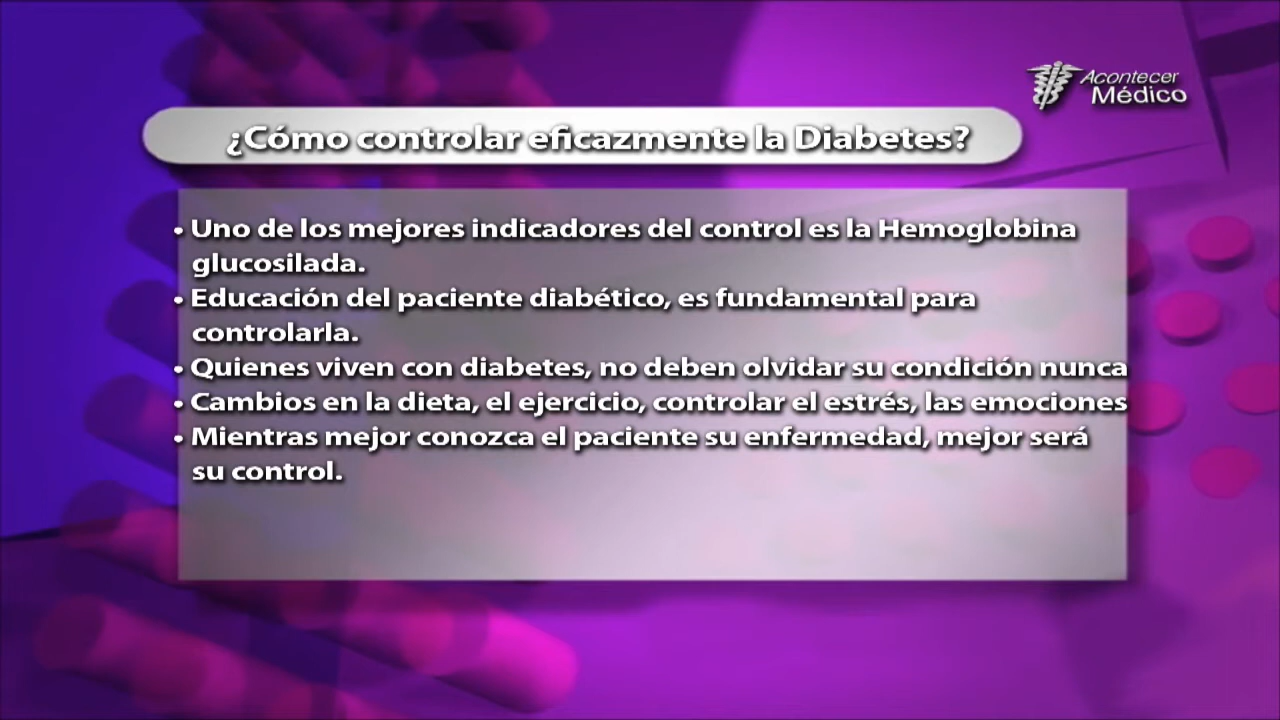 Acontecer
Médico
¿Cómo controlar eficazmente la Diabetes?
• Uno de los mejores indicadores del control es la Hemoglobina
glucosilada.
• Educación del paciente diabético, es fundamental para
controlarla.
• Quienes viven con diabetes, no deben olvidar su condición nunca
• Cambios en la dieta, el ejercicio, controlar el estrés, las emociones
• Mientras mejor conozca el paciente su enfermedad, mejor será
su control.